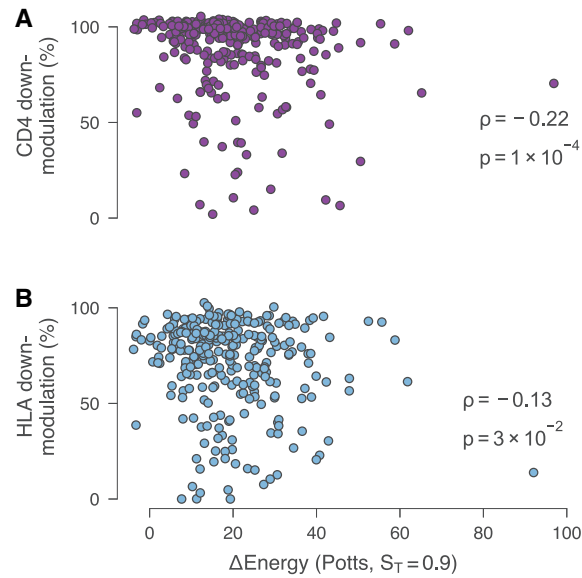 A
CD4 down-
modulation (%)
100
50
0
ρ = −0.22
p = 1 × 10⁻⁴
B
HLA down-
modulation (%)
100
50
0
ρ = −0.13
p = 3 × 10⁻²
0 20 40 60 80 100
ΔEnergy (Potts, S_T = 0.9)